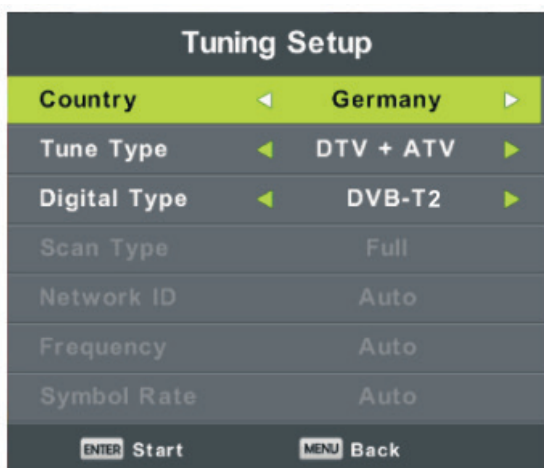 Tuning Setup
Country Germany
Tune Type DTV + ATV
Digital Type DVB-T2
Scan Type Full
Network ID Auto
Frequency Auto
Symbol Rate Auto
ENTER Start MENU Back